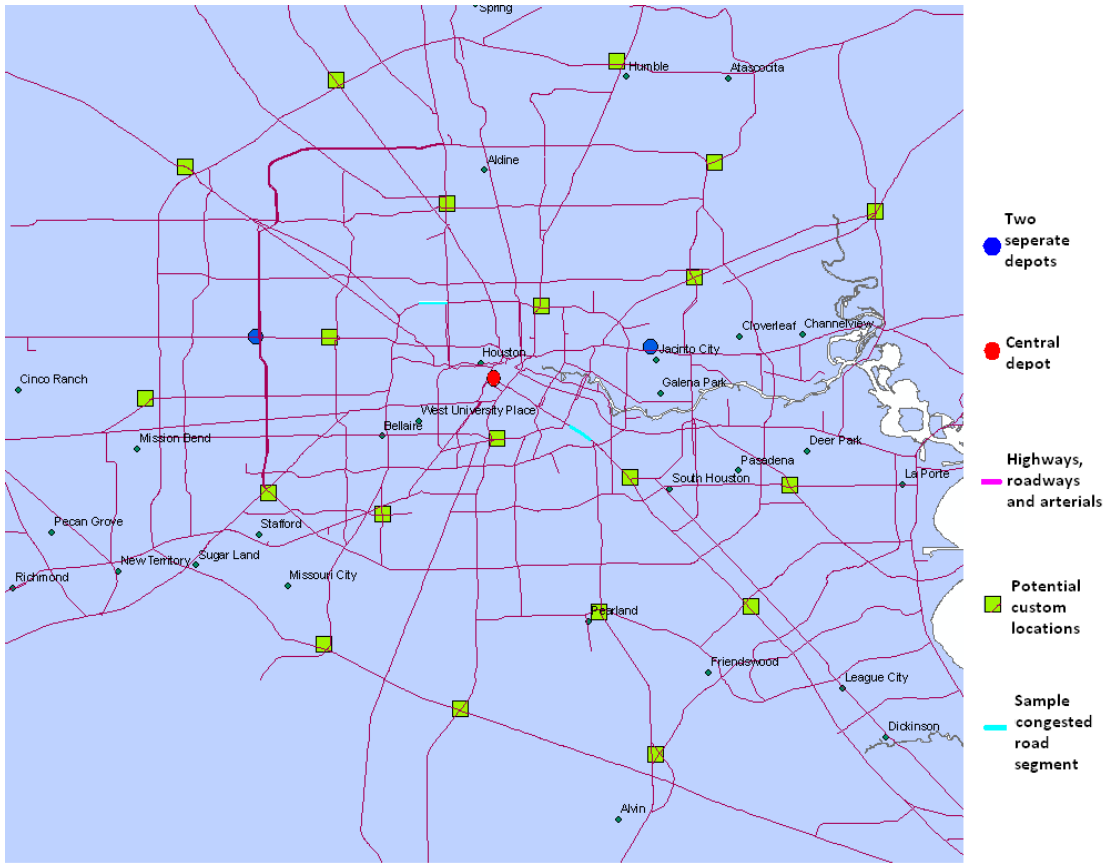 Spring
Humble
Atascocita
Aldine
Two
seperate
depots
Cloverleaf
Channelview
Houston
Jacinto City
Central
depot
Cinco Ranch
Galena Park
West University Place
Bellaire
Mission Bend
Deer Park
Pasadena
South Houston
La Porte
Highways,
roadways
and arterials
Pecan Grove
Stafford
New Territory
Sugar Land
Richmond
Missouri City
Potential
custom
locations
Pearland
Friendswood
League City
Dickinson
Sample
congested
road
segment
Alvin